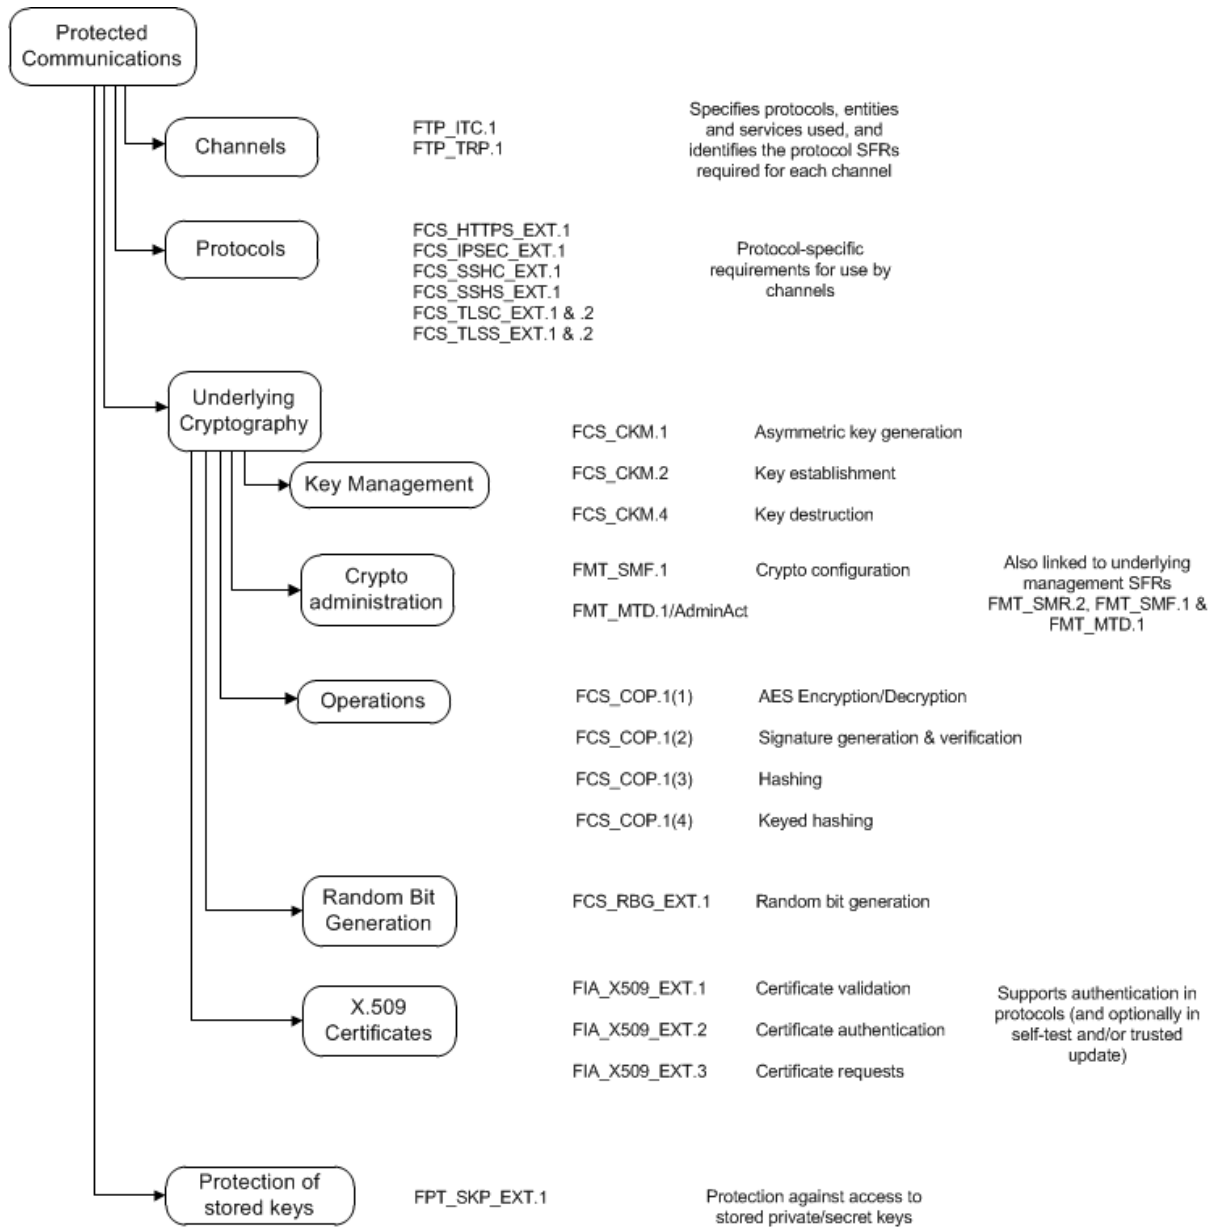 Protected
Communications
Channels
FTP_ITC.1
FTP_TRP.1
Specifies protocols, entities
and services used, and
identifies the protocol SFRs
required for each channel
Protocols
FCS_HTTPS_EXT.1
FCS_IPSEC_EXT.1
FCS_SSHC_EXT.1
FCS_SSHS_EXT.1
FCS_TLSC_EXT.1 & .2
FCS_TLSS_EXT.1 & .2
Protocol-specific
requirements for use by
channels
Underlying
Cryptography
Key Management
FCS_CKM.1 Asymmetric key generation
FCS_CKM.2 Key establishment
FCS_CKM.4 Key destruction
Crypto
administration
FMT_SMF.1 Crypto configuration
FMT_MTD.1/AdminAct
Also linked to underlying
management SFRs
FMT_SMR.2, FMT_SMF.1 &
FMT_MTD.1
Operations
FCS_COP.1(1) AES Encryption/Decryption
FCS_COP.1(2) Signature generation & verification
FCS_COP.1(3) Hashing
FCS_COP.1(4) Keyed hashing
Random Bit
Generation
FCS_RBG_EXT.1 Random bit generation
X.509
Certificates
FIA_X509_EXT.1 Certificate validation
FIA_X509_EXT.2 Certificate authentication
FIA_X509_EXT.3 Certificate requests
Supports authentication in
protocols (and optionally in
self-test and/or trusted
update)
Protection of
stored keys
FPT_SKP_EXT.1
Protection against access to
stored private/secret keys